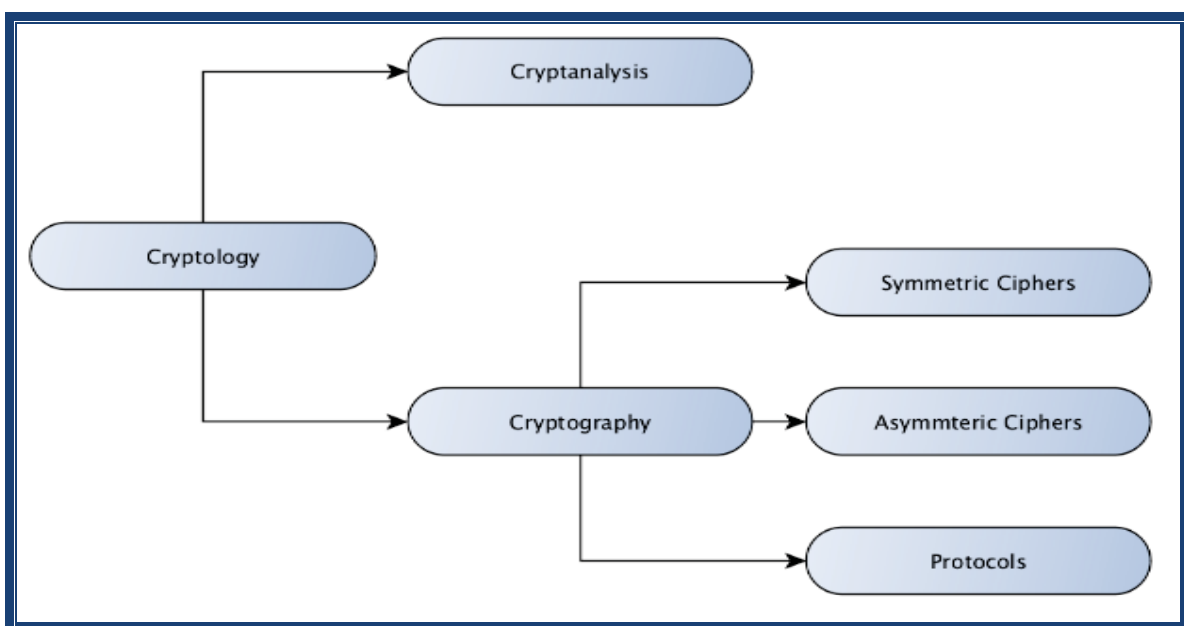 Cryptanalysis
Cryptology
Symmetric Ciphers
Cryptography
Asymmteric Ciphers
Protocols